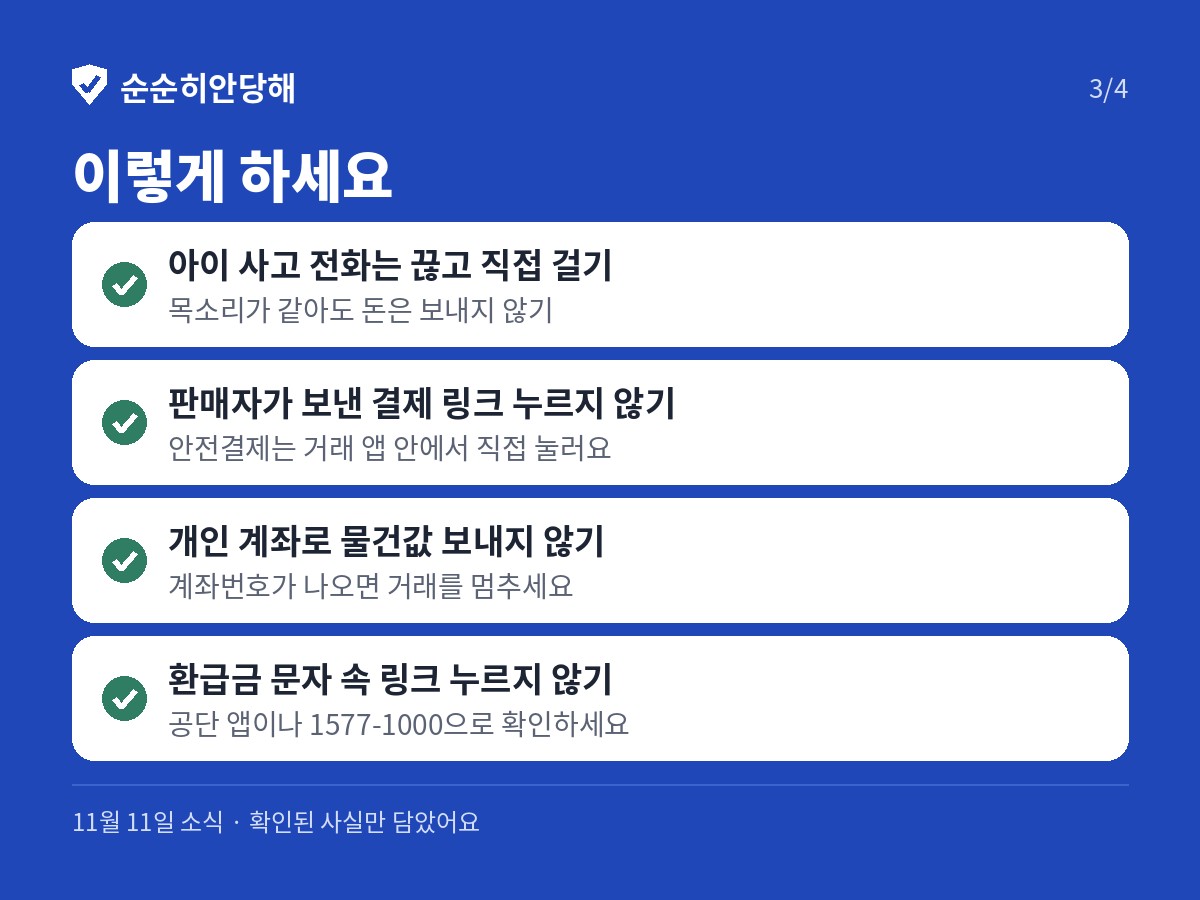 순순히안당해
3/4
이렇게 하세요
아이 사고 전화는 끊고 직접 걸기
목소리가 같아도 돈은 보내지 않기
판매자가 보낸 결제 링크 누르지 않기
안전결제는 거래 앱 안에서 직접 눌러요
개인 계좌로 물건값 보내지 않기
계좌번호가 나오면 거래를 멈추세요
환급금 문자 속 링크 누르지 않기
공단 앱이나 1577-1000으로 확인하세요
11월 11일 소식 · 확인된 사실만 담았어요